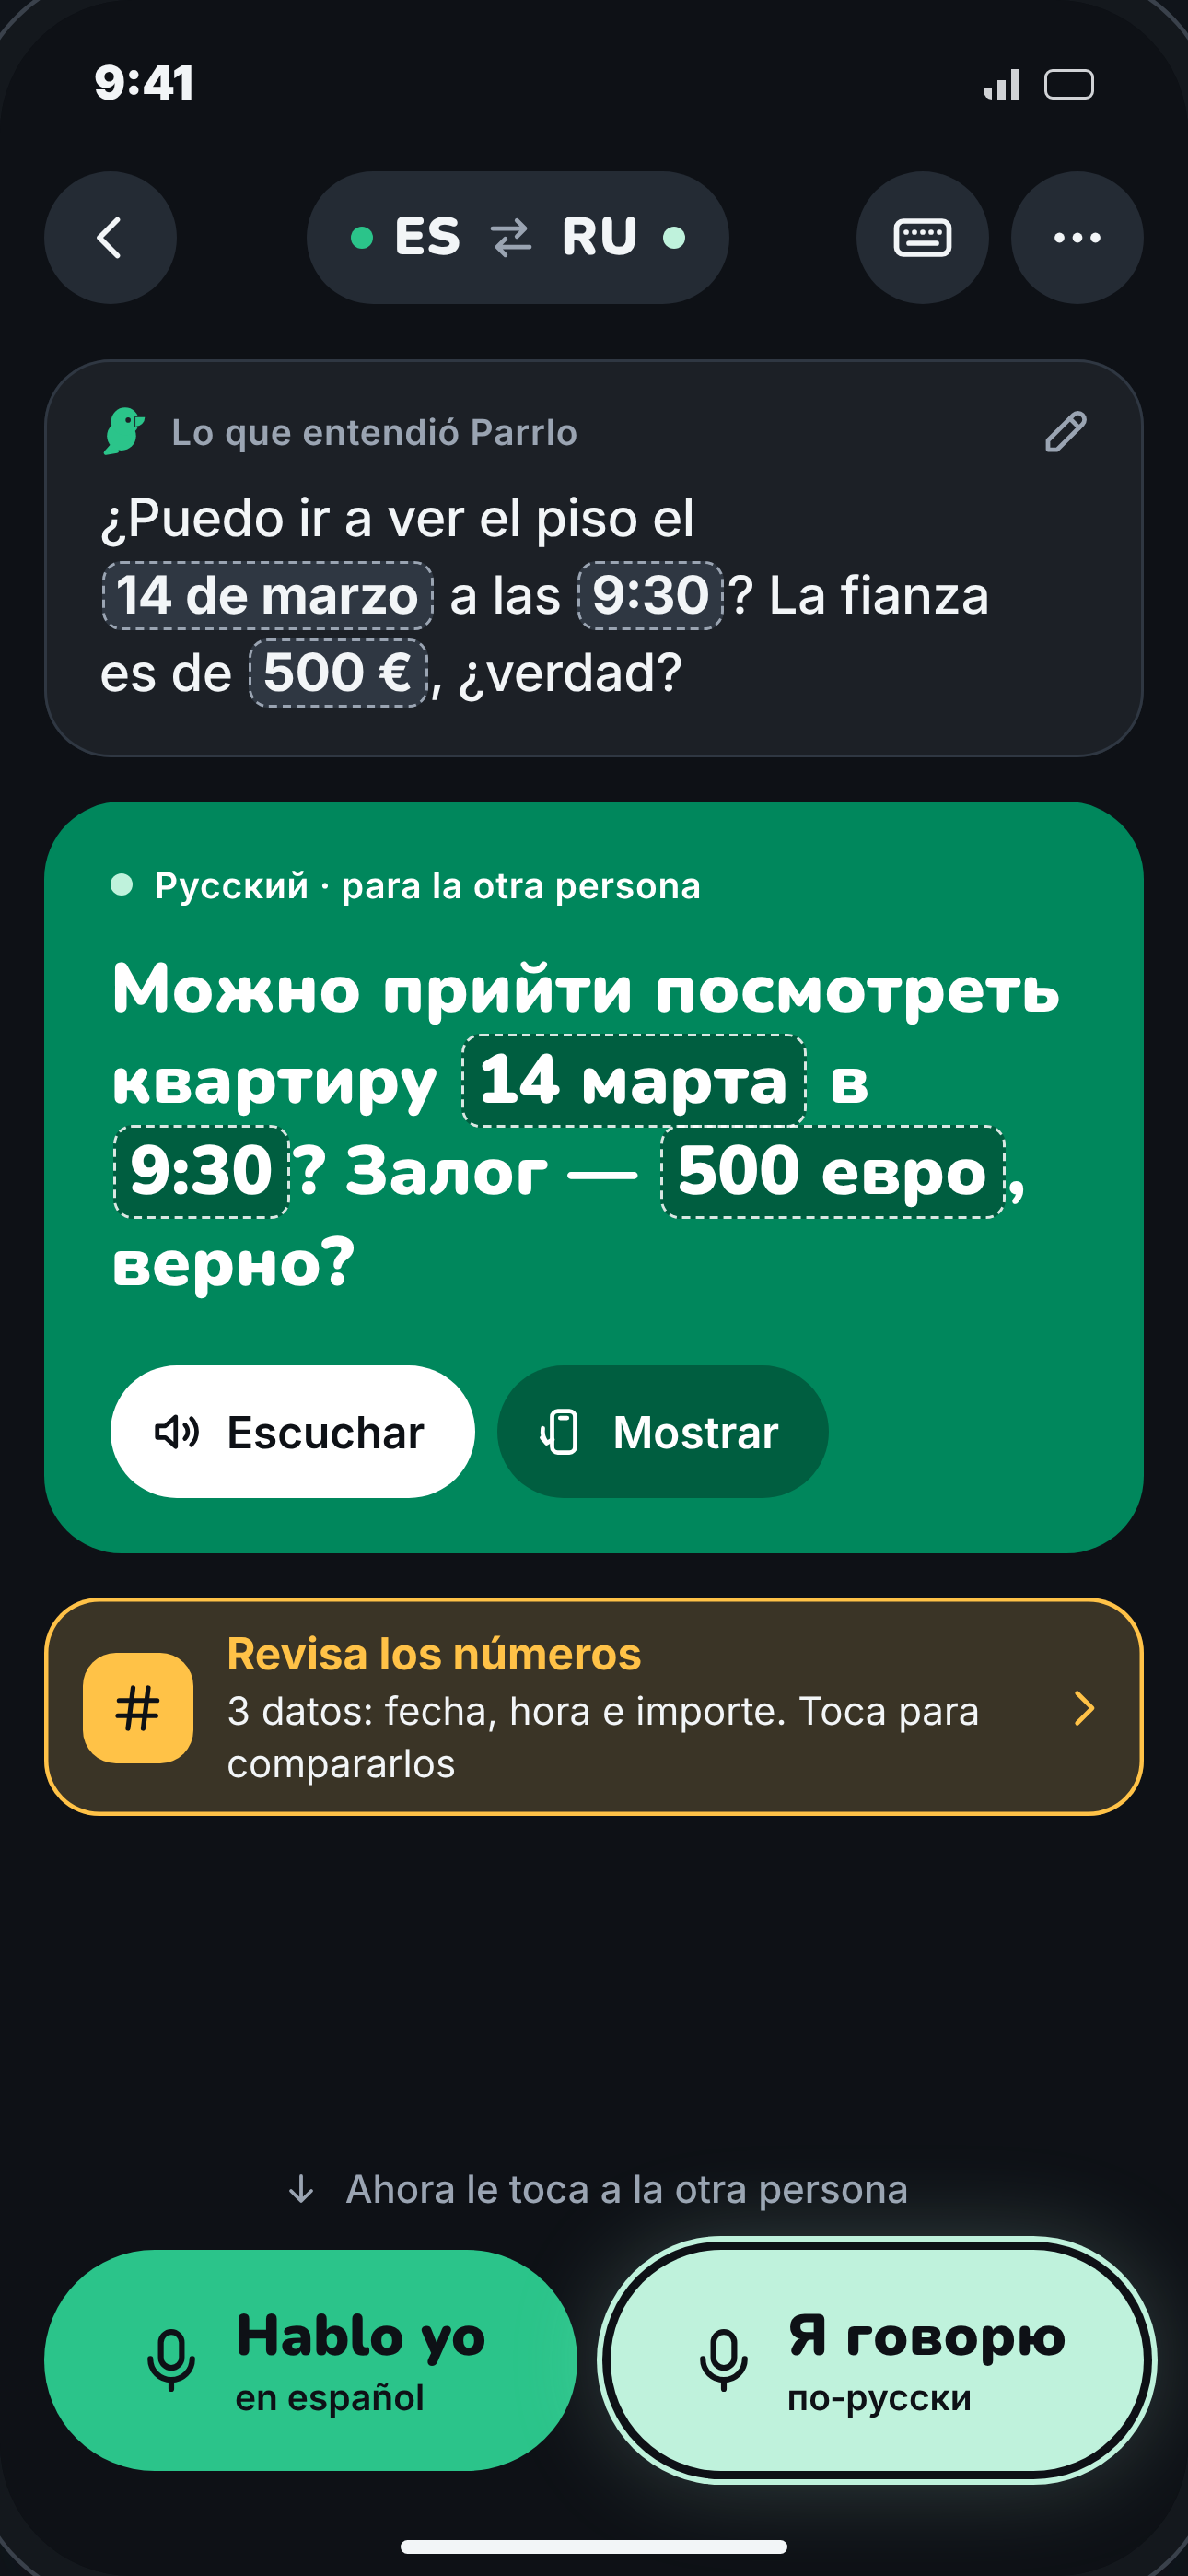 9:41
ES RU
Lo que entendió Parrlo
¿Puedo ir a ver el piso el
14 de marzo a las 9:30? La fianza
es de 500 €, ¿verdad?
Русский · para la otra persona
Можно прийти посмотреть
квартиру 14 марта в
9:30? Залог — 500 евро,
верно?
Escuchar Mostrar
Revisa los números
3 datos: fecha, hora e importe. Toca para
compararlos
Ahora le toca a la otra persona
Hablo yo
en español
Я говорю
по-русски